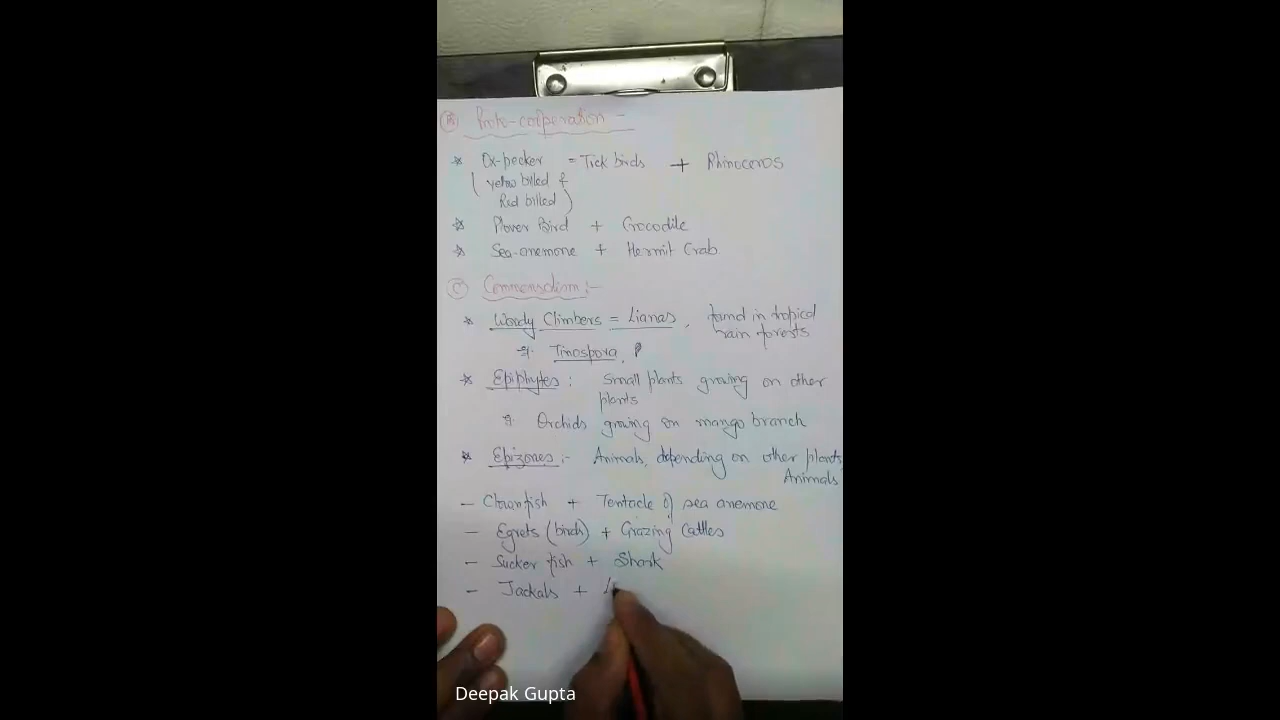 (B) Proto-cooperation -
* Ox-pecker = Tick birds + Rhinoceros
(yellow billed &
Red billed)
* Plover Bird + Crocodile
* Sea-anemone + Hermit Crab
(C) Commensalism :-
* Woody Climbers = Lianas, found in tropical
rain forests
eg. Tinospora,
* Epiphytes : Small plants growing on other
plants
eg. Orchids growing on mango branch
* Epizones :- Animals, depending on other plants,
Animals
- Clownfish + Tentacle of sea anemone
- Egrets (birds) + Grazing Cattles
- Sucker fish + Shark
- Jackals +
Deepak Gupta